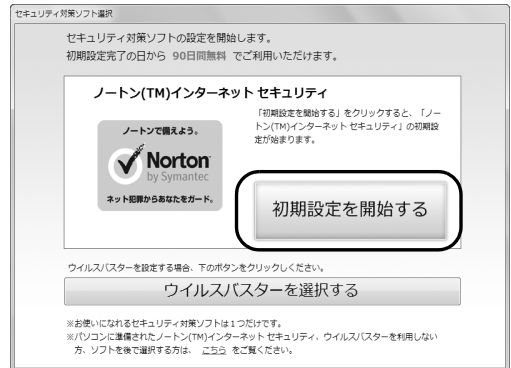 セキュリティ対策ソフト選択
セキュリティ対策ソフトの設定を開始します。
初期設定完了の日から 90日間無料 でご利用いただけます。
ノートン(TM)インターネット セキュリティ
「初期設定を開始する」をクリックすると、「ノー
トン(TM)インターネット セキュリティ」の初期設
定が始まります。
ノートンで備えよう。
Norton
by Symantec
ネット犯罪からあなたをガード。
初期設定を開始する
ウイルスバスターを設定する場合、下のボタンをクリックしください。
ウイルスバスターを選択する
※お使いになれるセキュリティ対策ソフトは1つだけです。
※パソコンに準備されたノートン(TM)インターネット セキュリティ、ウイルスバスターを利用しない
方、ソフトを後で選択する方は、 こちら をご覧ください。